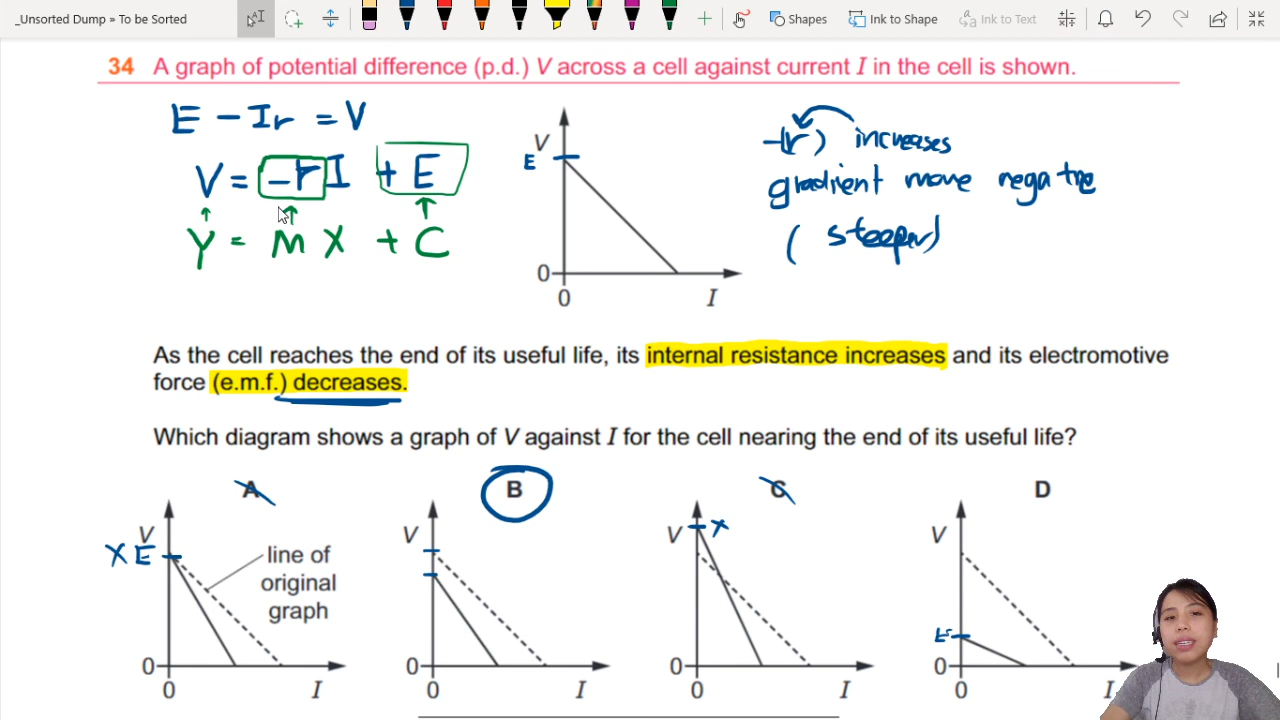 _Unsorted Dump » To be Sorted
Shapes
Ink to Shape
Ink to Text
34 A graph of potential difference (p.d.) V across a cell against current I in the cell is shown.
E - Ir = V
V = -rI + E
Y = M X + C
V
E
0
0
I
-(r) increases
gradient move negative
(steeper)
As the cell reaches the end of its useful life, its internal resistance increases and its electromotive
force (e.m.f.) decreases.
Which diagram shows a graph of V against I for the cell nearing the end of its useful life?
A
V
X E
line of
original
graph
0
0
I
B
V
0
0
I
C
V
x
0
0
I
D
V
E
0
0
I